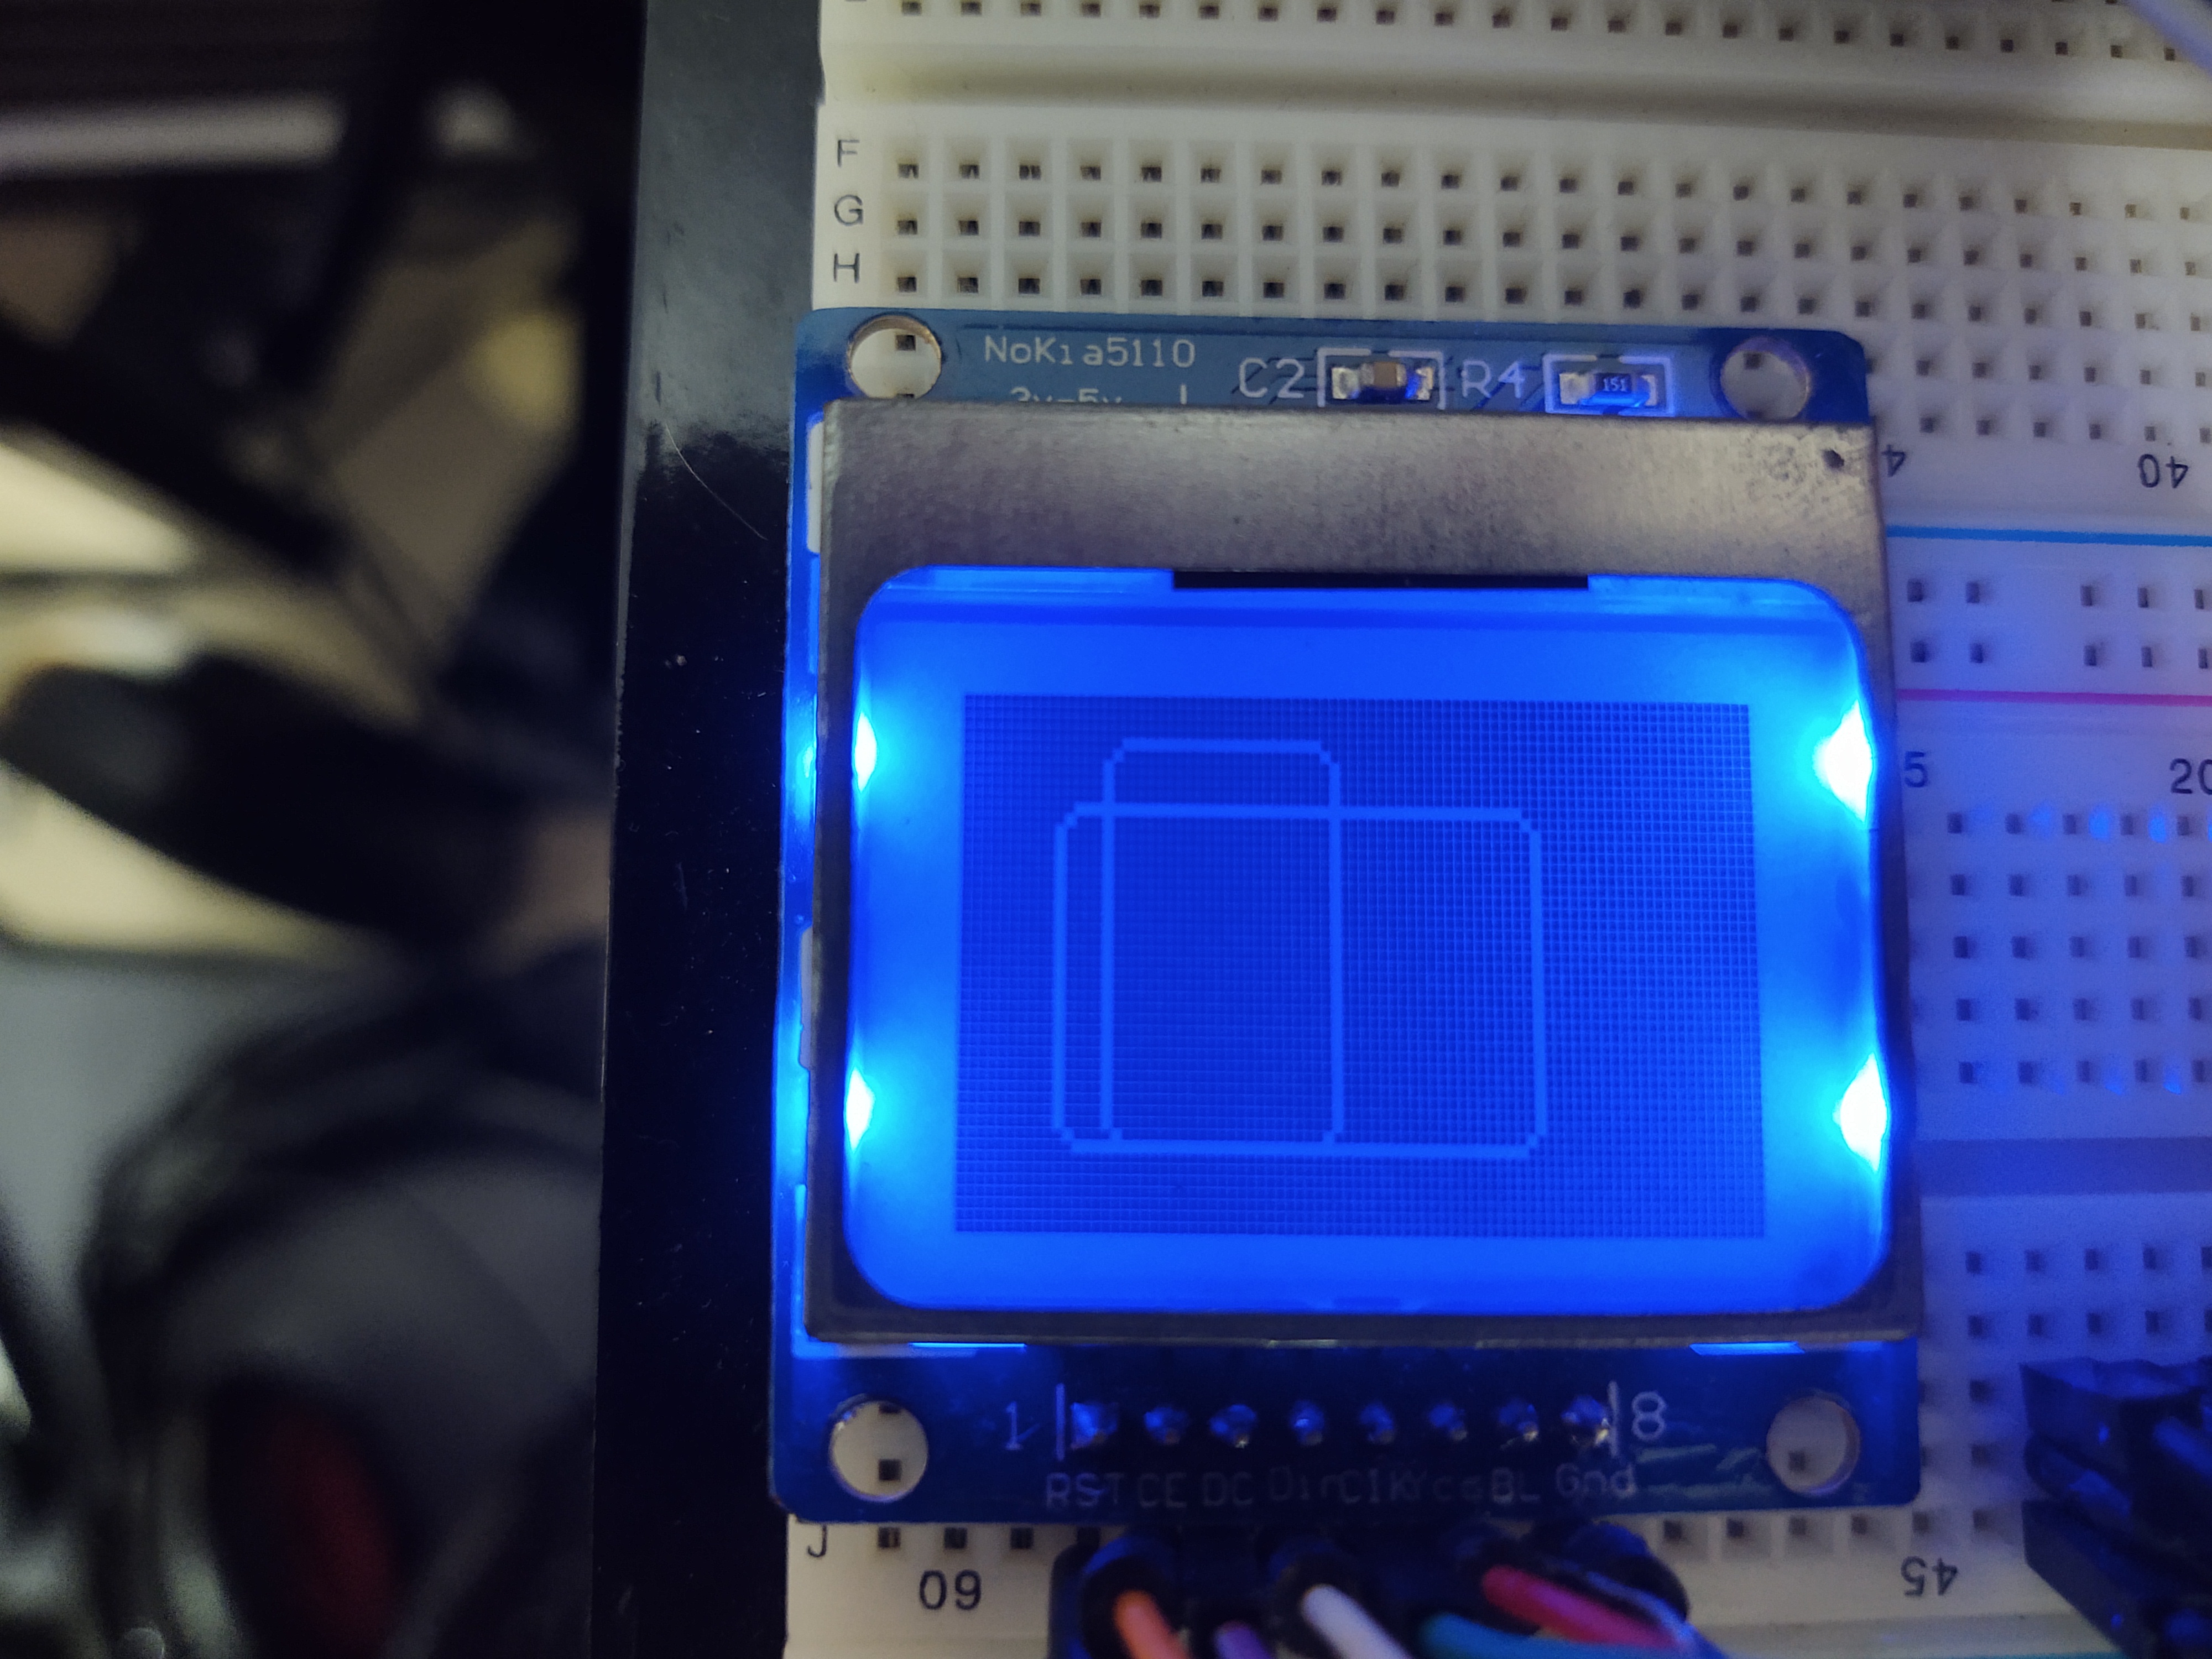 F
G
H
NoKia5110
3v-5v
C2
R4
151
40
5
20
1
8
RST CE DC Din Clk Vcc BL Gnd
J
60
45